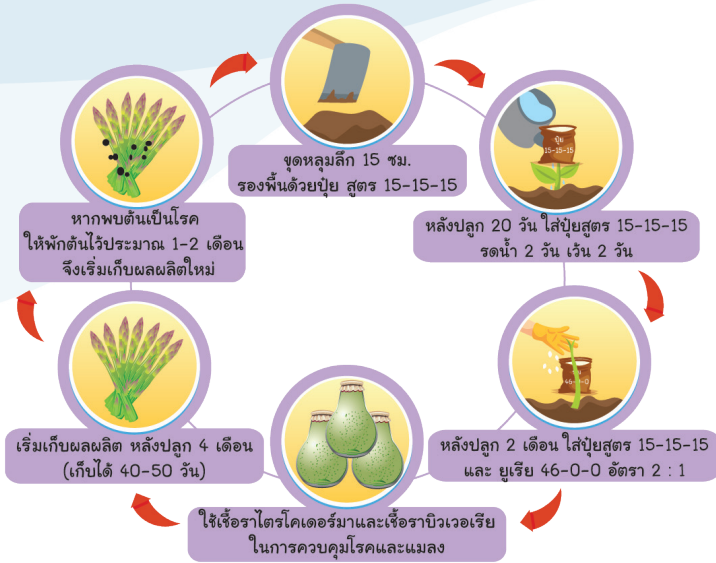 ขุดหลุมลึก 15 ซม.
รองพื้นด้วยปุ๋ย สูตร 15-15-15
ปุ๋ย
15-15-15
หลังปลูก 20 วัน ใส่ปุ๋ยสูตร 15-15-15
รดน้ำ 2 วัน เว้น 2 วัน
46-0-0
หลังปลูก 2 เดือน ใส่ปุ๋ยสูตร 15-15-15
และ ยูเรีย 46-0-0 อัตรา 2 : 1
ใช้เชื้อราไตรโคเดอร์มาและเชื้อราบิวเวอเรีย
ในการควบคุมโรคและแมลง
เริ่มเก็บผลผลิต หลังปลูก 4 เดือน
(เก็บได้ 40-50 วัน)
หากพบต้นเป็นโรค
ให้พักต้นไว้ประมาณ 1-2 เดือน
จึงเริ่มเก็บผลผลิตใหม่